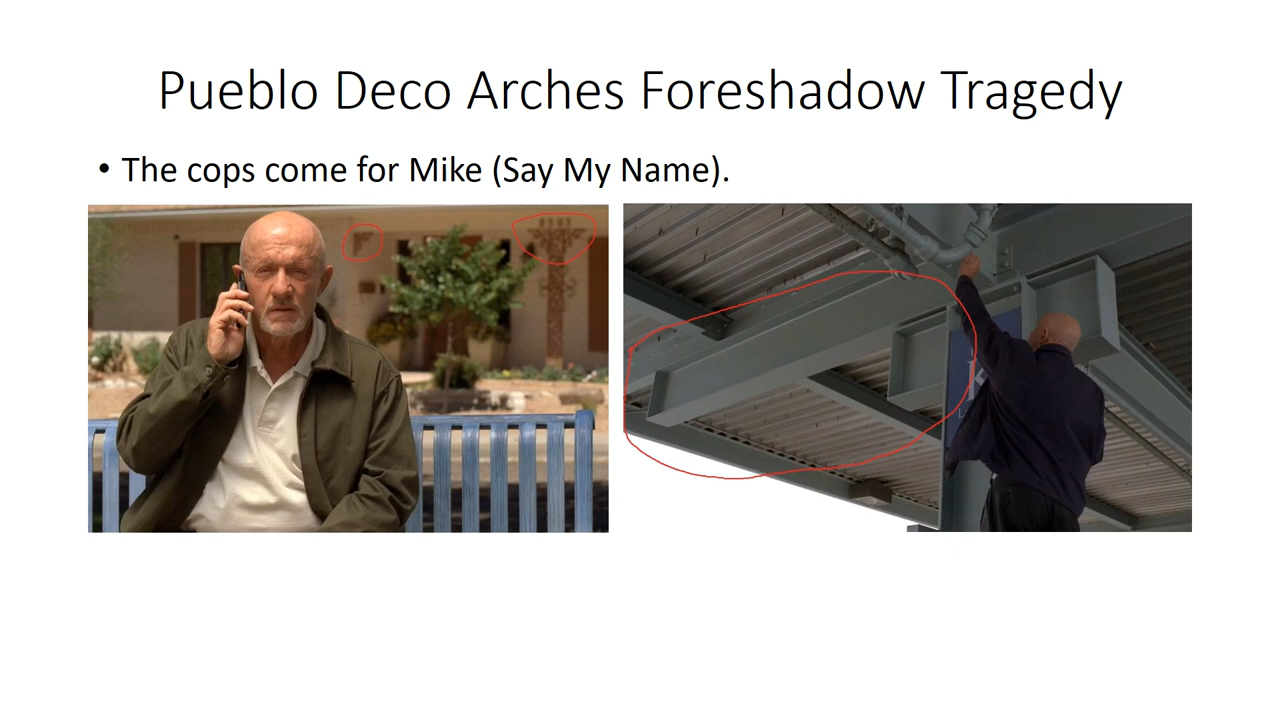 Pueblo Deco Arches Foreshadow Tragedy
• The cops come for Mike (Say My Name).